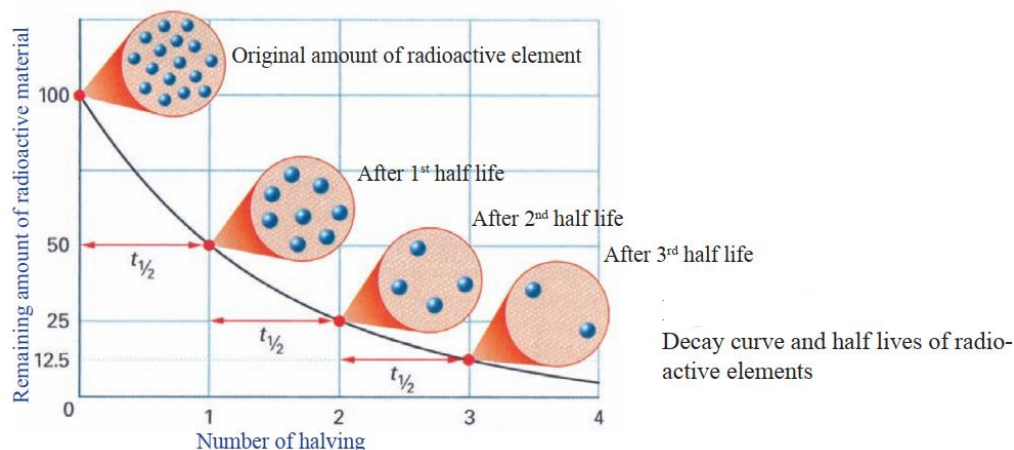 Remaining amount of radioactive material
100
50
25
12.5
0
1
2
3
4
Number of halving
Original amount of radioactive element
After 1st half life
After 2nd half life
After 3rd half life
t½
t½
t½
Decay curve and half lives of radio-
active elements